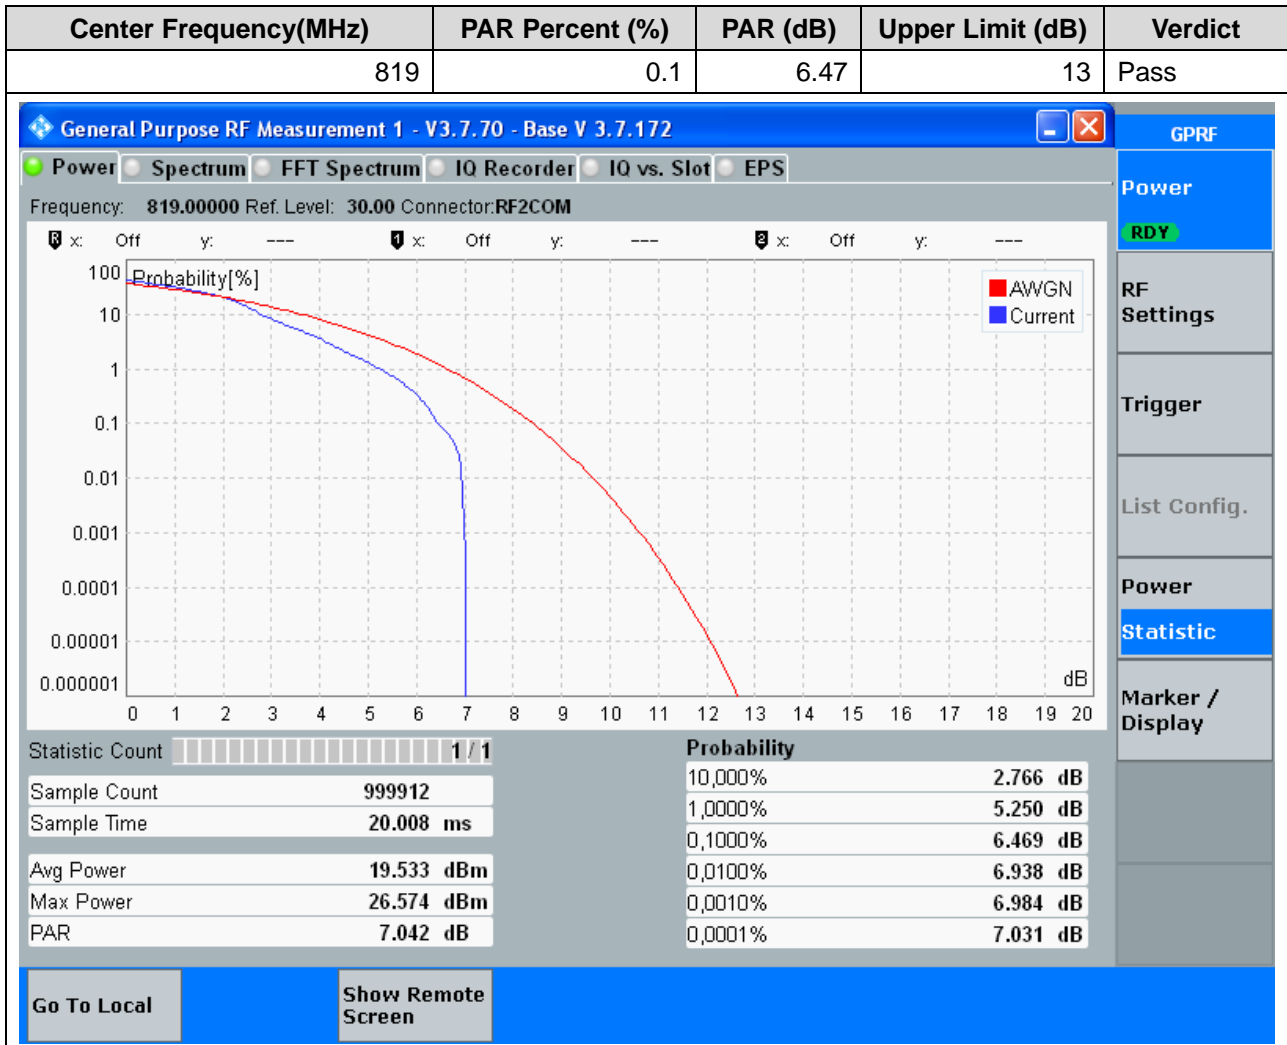 Center Frequency(MHz) PAR Percent (%) PAR (dB) Upper Limit (dB) Verdict
819 0.1 6.47 13 Pass
General Purpose RF Measurement 1 - V3.7.70 - Base V 3.7.172
GPRF
Power Spectrum FFT Spectrum IQ Recorder IQ vs. Slot EPS
Power
RDY
Frequency: 819.00000 Ref. Level: 30.00 Connector:RF2COM
R x: Off y: --- 1 x: Off y: --- 2 x: Off y: ---
100 Probability[%]
AWGN
Current
10
1
0.1
0.01
0.001
0.0001
0.00001
0.000001
dB
0 1 2 3 4 5 6 7 8 9 10 11 12 13 14 15 16 17 18 19 20
RF
Settings
Trigger
List Config.
Power
Statistic
Marker /
Display
Statistic Count 1 / 1
Sample Count 999912
Sample Time 20.008 ms
Avg Power 19.533 dBm
Max Power 26.574 dBm
PAR 7.042 dB
Probability
10,000% 2.766 dB
1,0000% 5.250 dB
0,1000% 6.469 dB
0,0100% 6.938 dB
0,0010% 6.984 dB
0,0001% 7.031 dB
Go To Local
Show Remote
Screen